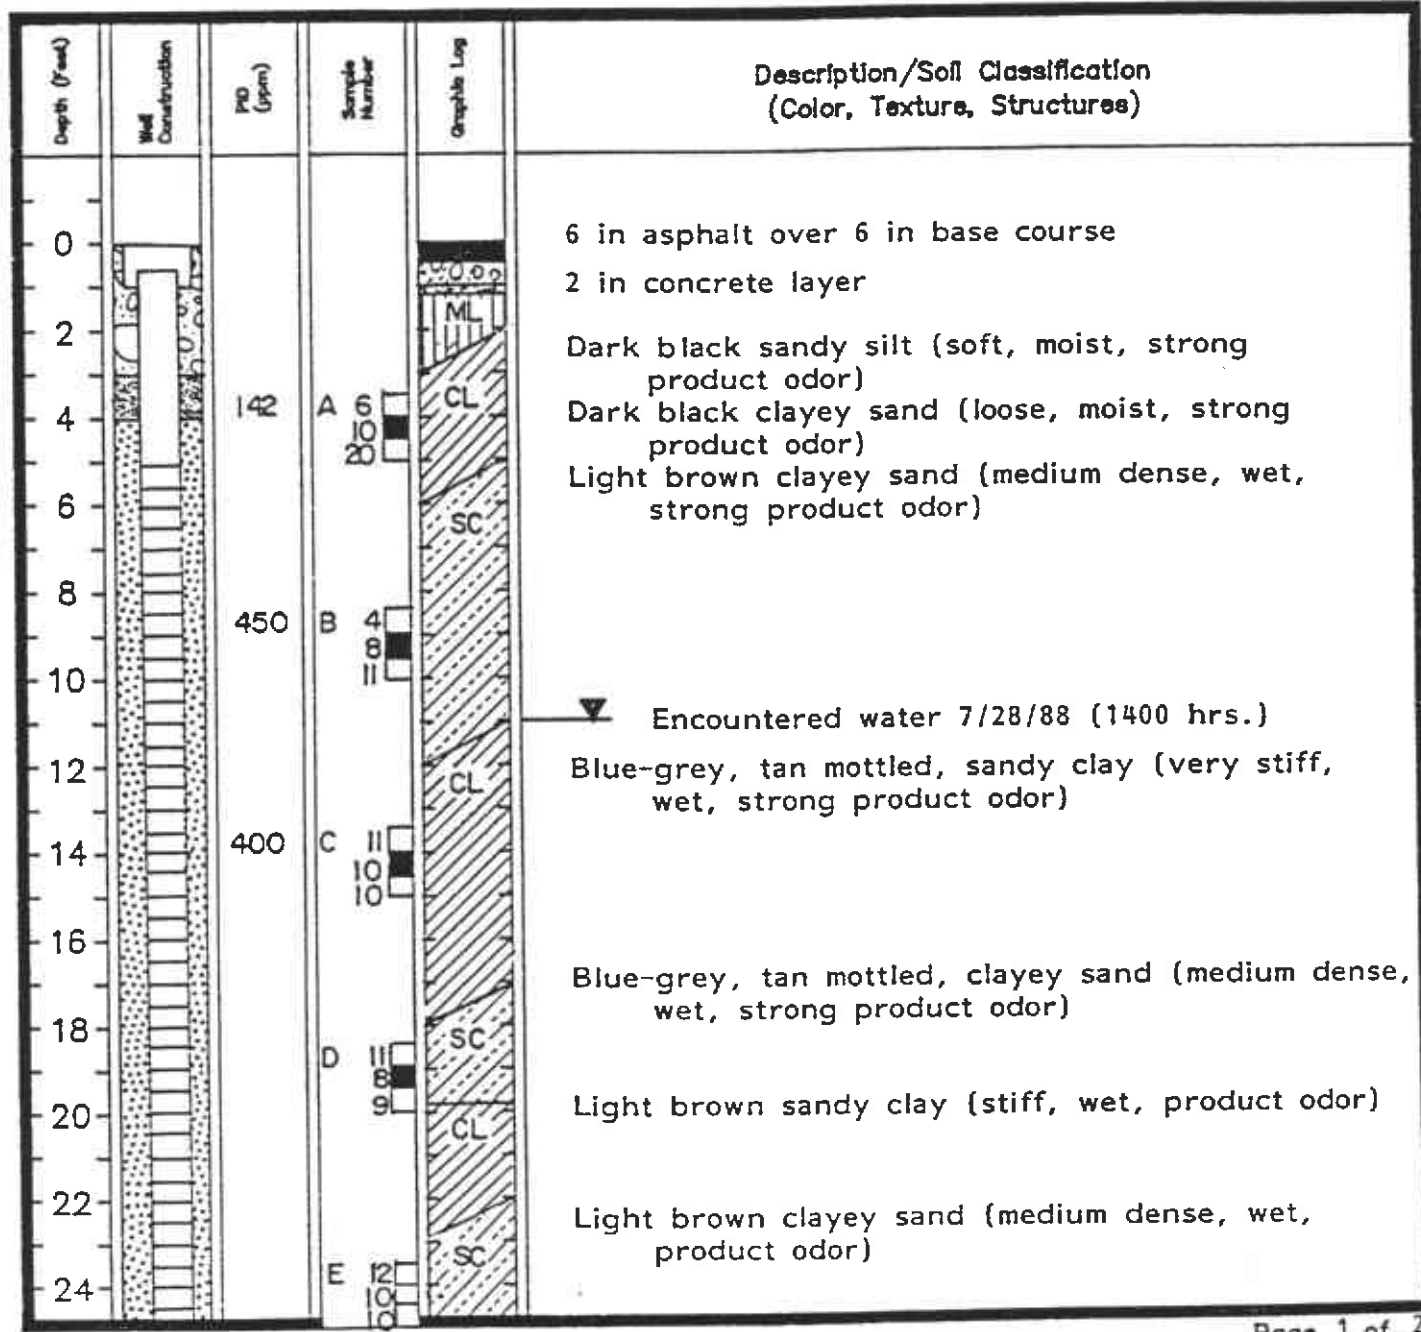 Depth (Feet)
Well Construction
PID (ppm)
Sample Number
Graphic Log
Description/Soil Classification
(Color, Texture, Structures)
0
6 in asphalt over 6 in base course
2 in concrete layer
ML
2
Dark black sandy silt (soft, moist, strong
product odor)
142 A 6
CL
Dark black clayey sand (loose, moist, strong
4
10
product odor)
20
Light brown clayey sand (medium dense, wet,
6
strong product odor)
SC
8
450 B 4
8
11
10
Encountered water 7/28/88 (1400 hrs.)
12
CL
Blue-grey, tan mottled, sandy clay (very stiff,
wet, strong product odor)
400 C 11
14
10
10
16
Blue-grey, tan mottled, clayey sand (medium dense,
wet, strong product odor)
18
SC
D 11
8
9
20
Light brown sandy clay (stiff, wet, product odor)
CL
22
Light brown clayey sand (medium dense, wet,
product odor)
SC
E 12
24
10
10
Page 1 of 2